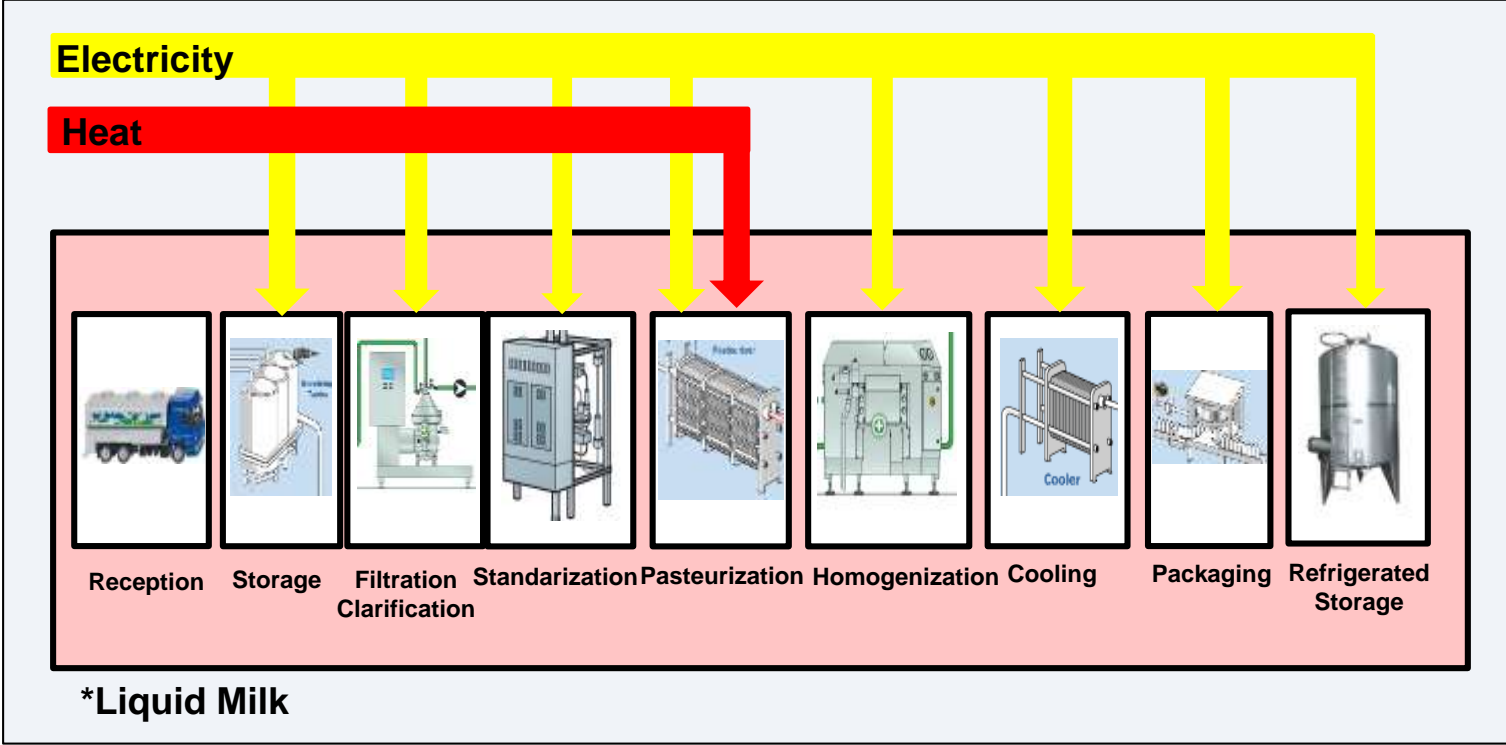 Electricity
Heat
Cooler
Reception
Storage
Filtration
Clarification
Standarization
Pasteurization
Homogenization
Cooling
Packaging
Refrigerated
Storage
*Liquid Milk